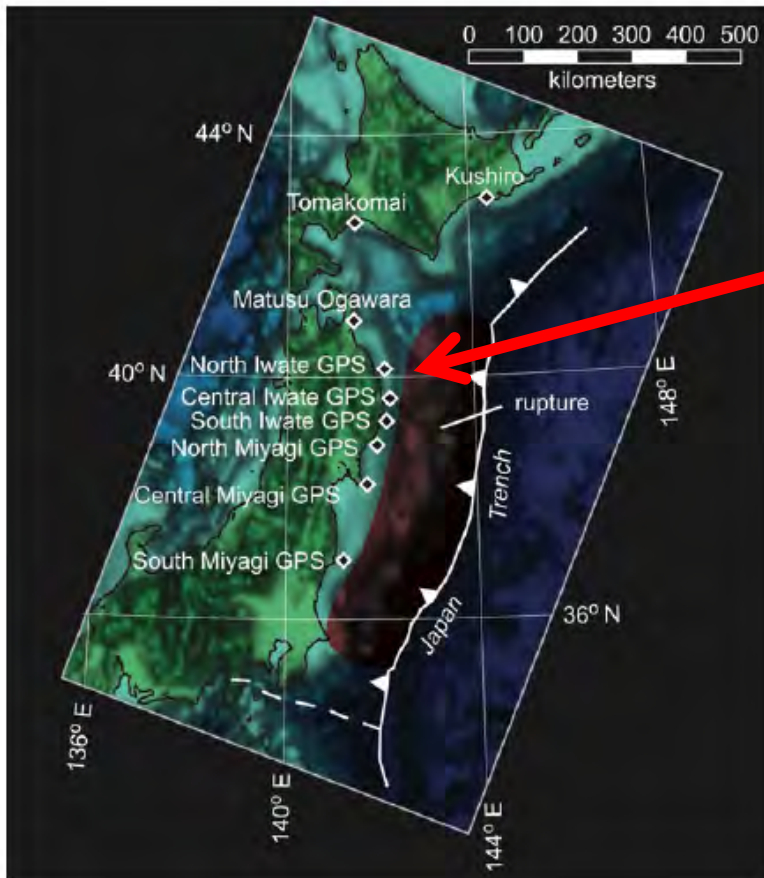 0 100 200 300 400 500
kilometers
44° N
Kushiro
Tomakomai
Matusu Ogawara
North Iwate GPS
40° N
Central Iwate GPS
148° E
rupture
South Iwate GPS
North Miyagi GPS
Central Miyagi GPS
Trench
South Miyagi GPS
Japan
36° N
136° E
140° E
144° E